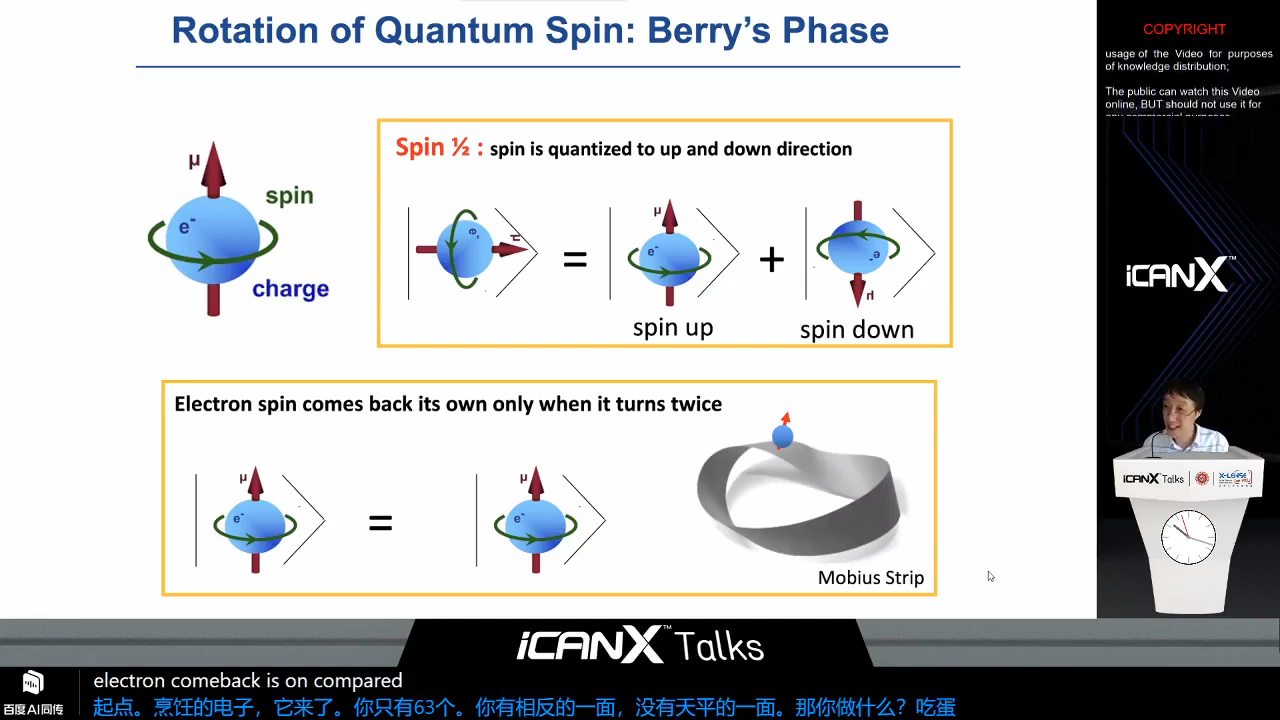 Rotation of Quantum Spin: Berry's Phase
COPYRIGHT
usage of the Video for purposes
of knowledge distribution;
The public can watch this Video
online, BUT should not use it for
μ
spin
e-
charge
Spin ½ : spin is quantized to up and down direction
e-
μ
=
μ
e-
+
e-
μ
spin up
spin down
iCANX™
Electron spin comes back its own only when it turns twice
μ
e-
=
μ
e-
Mobius Strip
iCANX Talks
X-LENSE
iCANX™ Talks
百度AI同传
electron comeback is on compared
起点。烹饪的电子，它来了。你只有63个。你有相反的一面，没有天平的一面。那你做什么？吃蛋